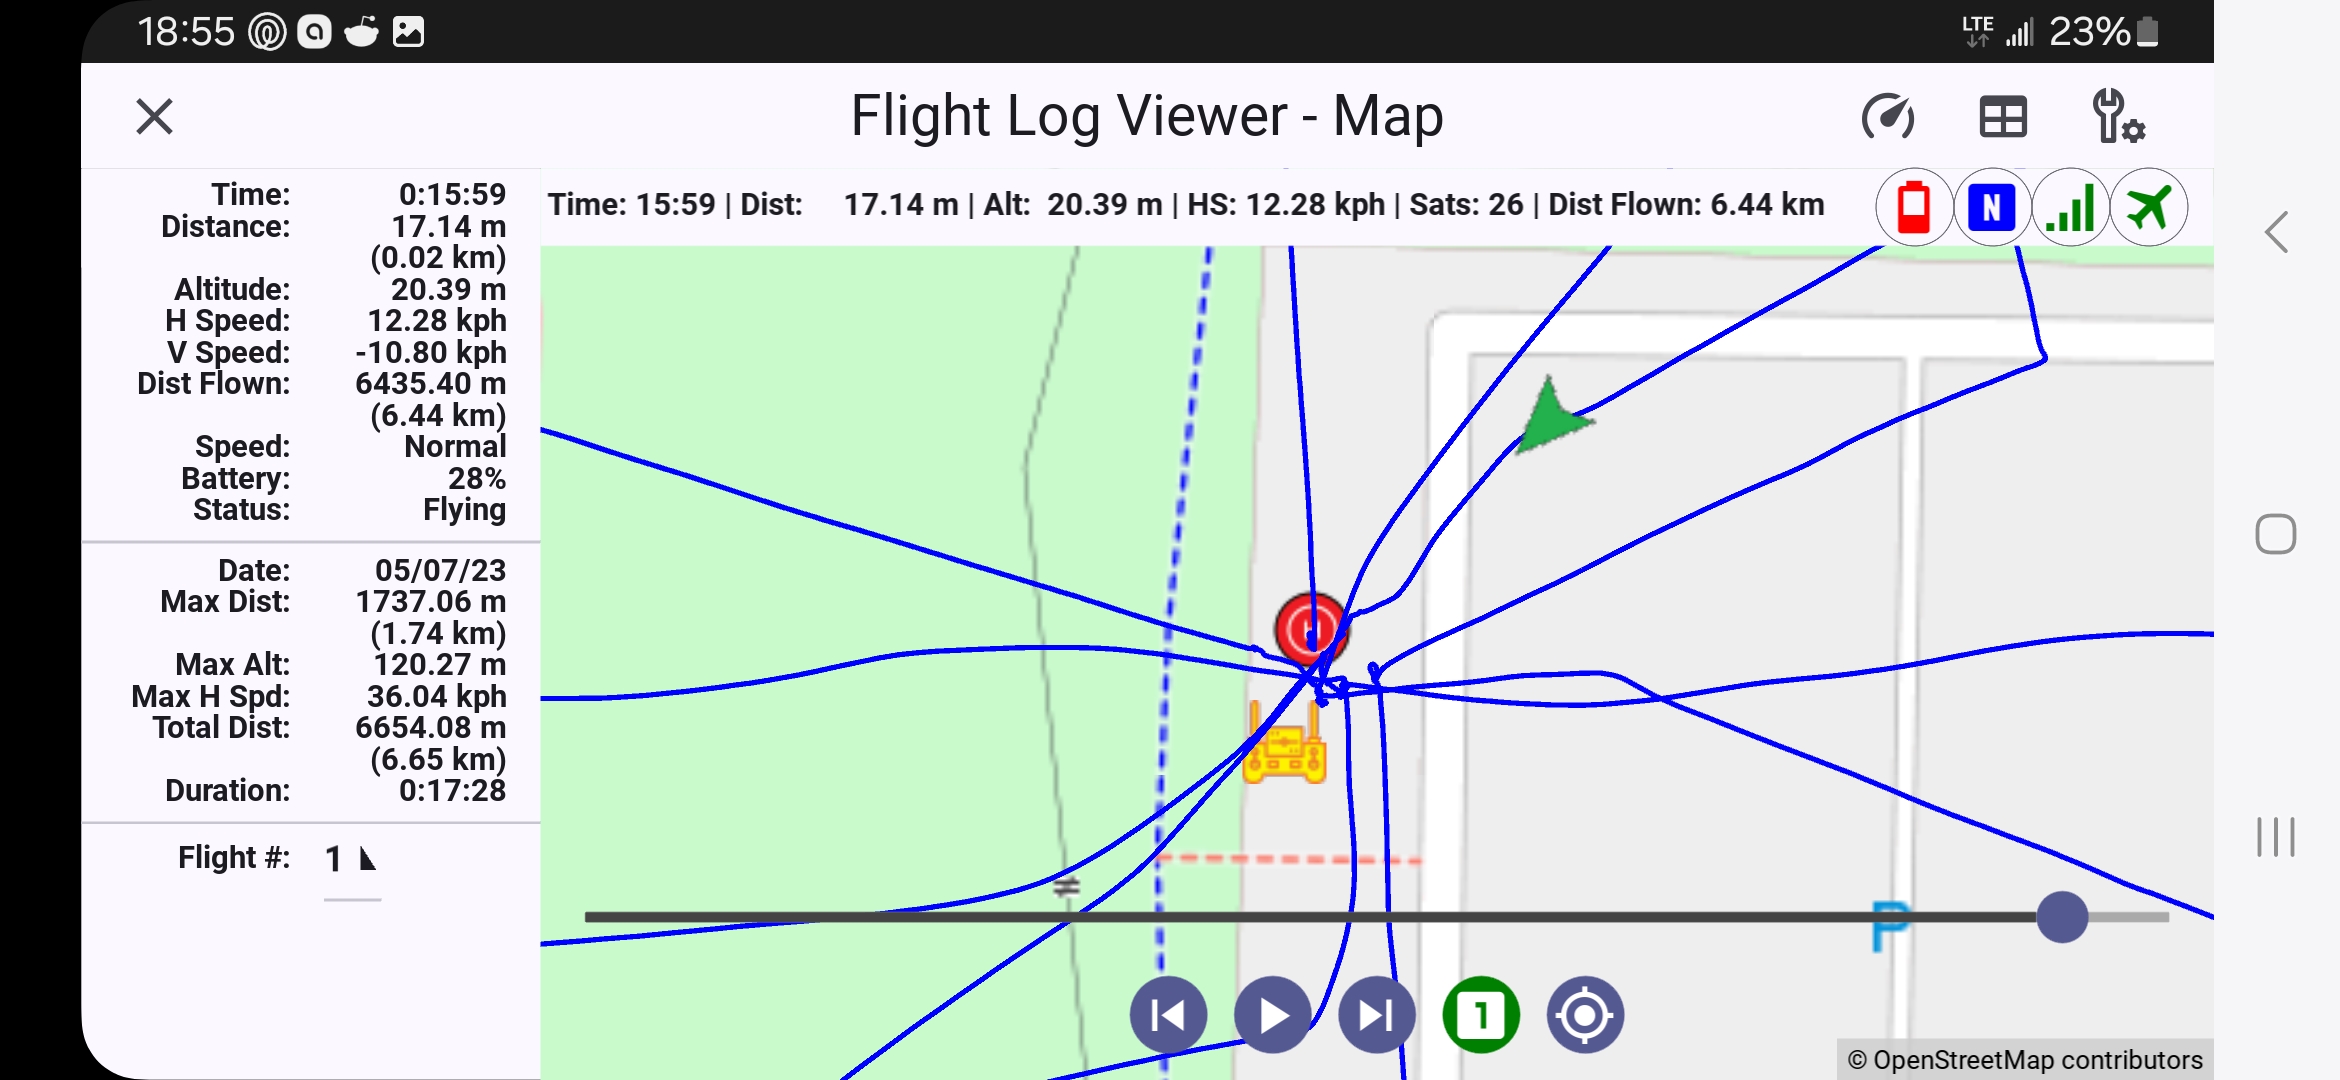 18:55
LTE
23%
Flight Log Viewer - Map
Time: 0:15:59
Distance: 17.14 m
(0.02 km)
Altitude: 20.39 m
H Speed: 12.28 kph
V Speed: -10.80 kph
Dist Flown: 6435.40 m
(6.44 km)
Speed: Normal
Battery: 28%
Status: Flying
Date: 05/07/23
Max Dist: 1737.06 m
(1.74 km)
Max Alt: 120.27 m
Max H Spd: 36.04 kph
Total Dist: 6654.08 m
(6.65 km)
Duration: 0:17:28
Flight #: 1
Time: 15:59 | Dist: 17.14 m | Alt: 20.39 m | HS: 12.28 kph | Sats: 26 | Dist Flown: 6.44 km
N
H
P
1
© OpenStreetMap contributors